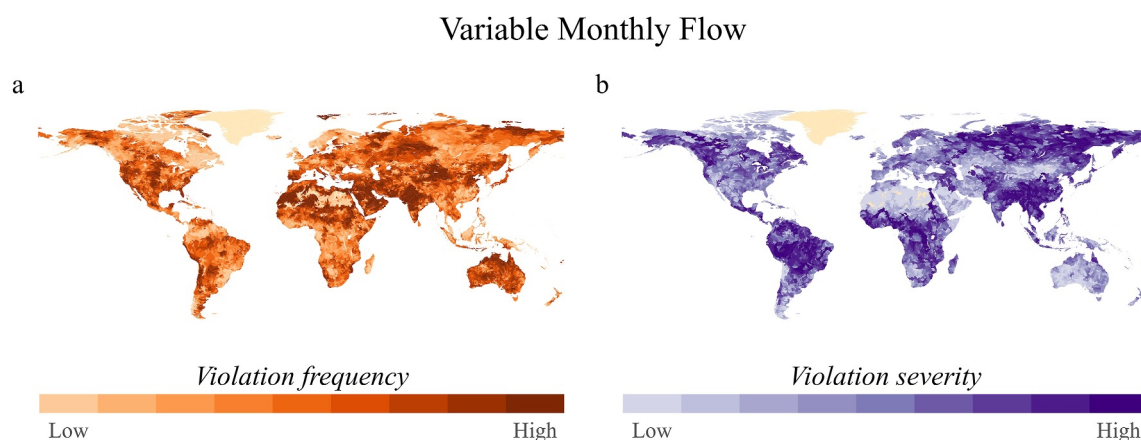 Variable Monthly Flow
a
b
Violation frequency
Violation severity
Low
High
Low
High